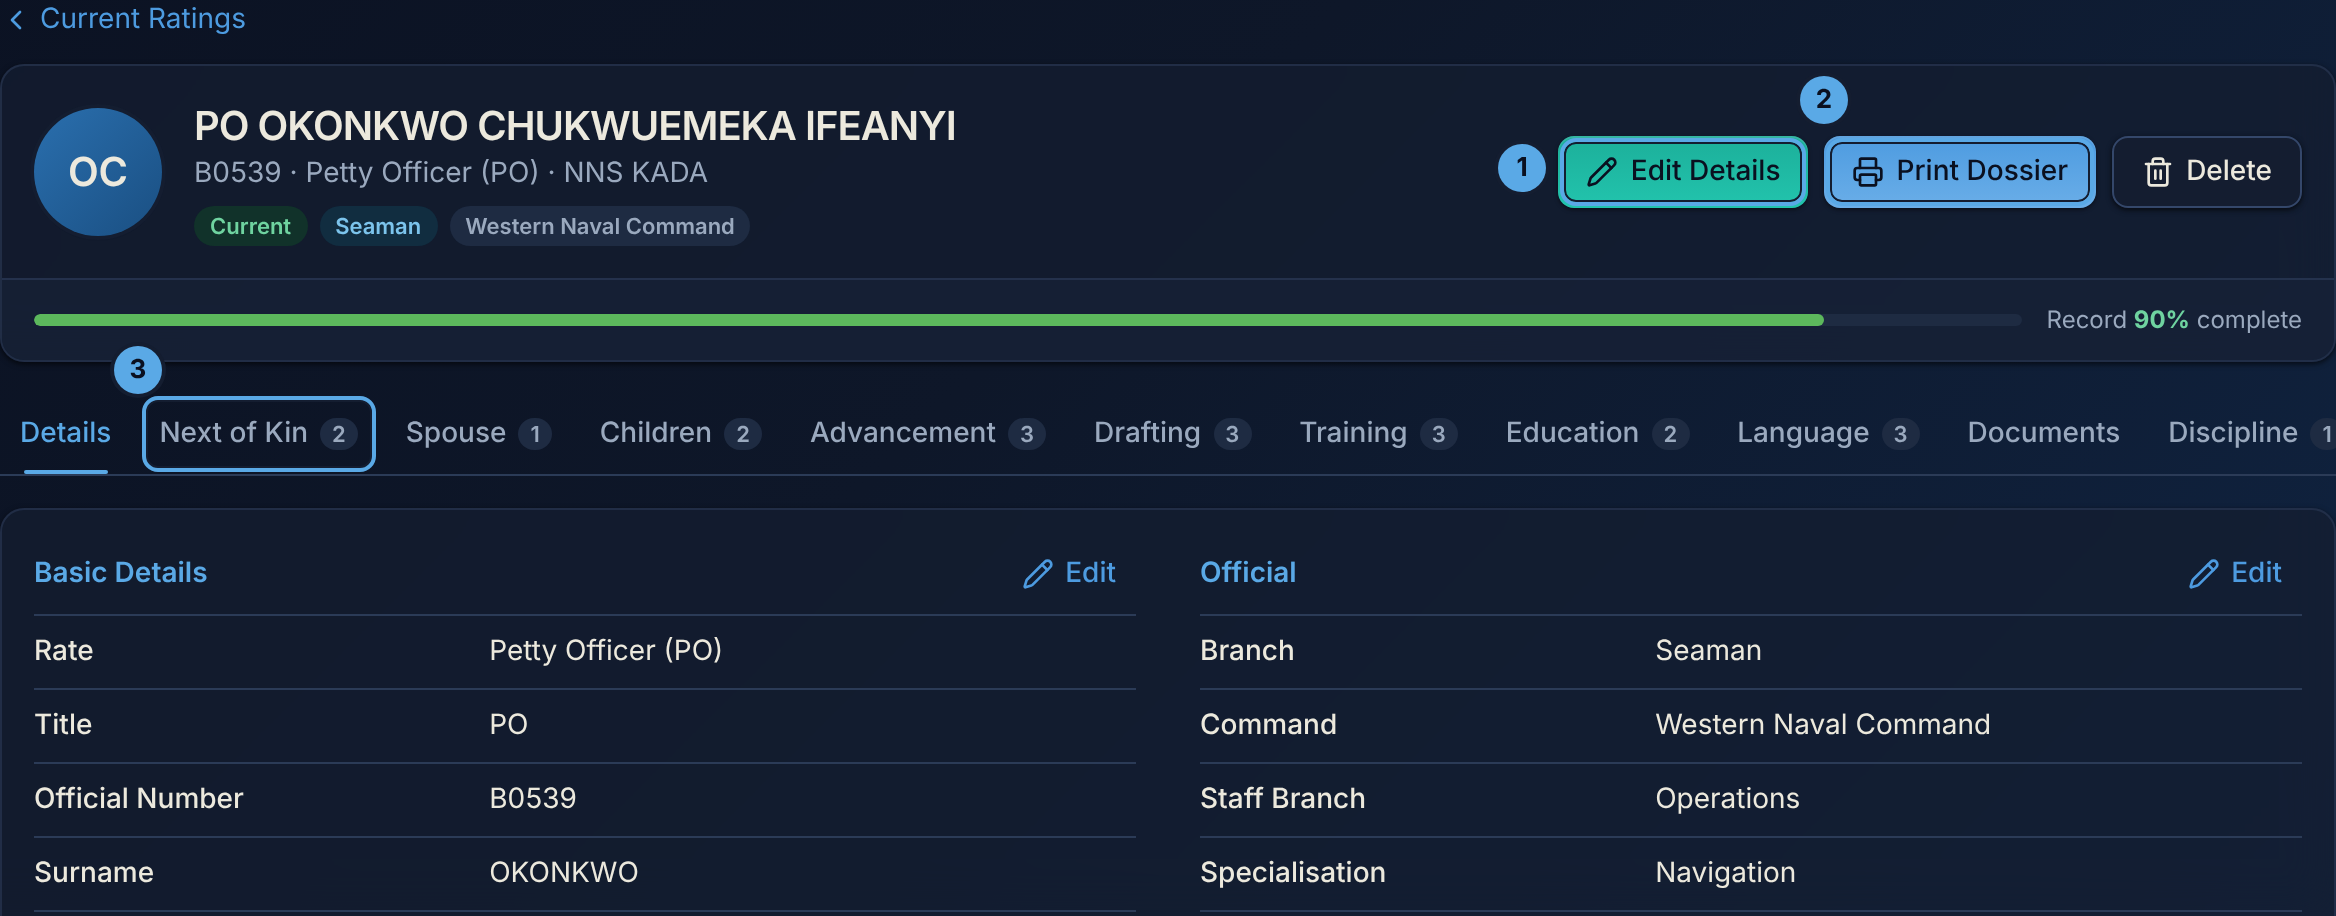 Current Ratings
2
OC
PO OKONKWO CHUKWUEMEKA IFEANYI
B0539 · Petty Officer (PO) · NNS KADA
Current Seaman Western Naval Command
1
Edit Details
Print Dossier
Delete
Record 90% complete
3
Details Next of Kin 2 Spouse 1 Children 2 Advancement 3 Drafting 3 Training 3 Education 2 Language 3 Documents Discipline 1
Basic Details Edit
Rate Petty Officer (PO)
Title PO
Official Number B0539
Surname OKONKWO
Official Edit
Branch Seaman
Command Western Naval Command
Staff Branch Operations
Specialisation Navigation